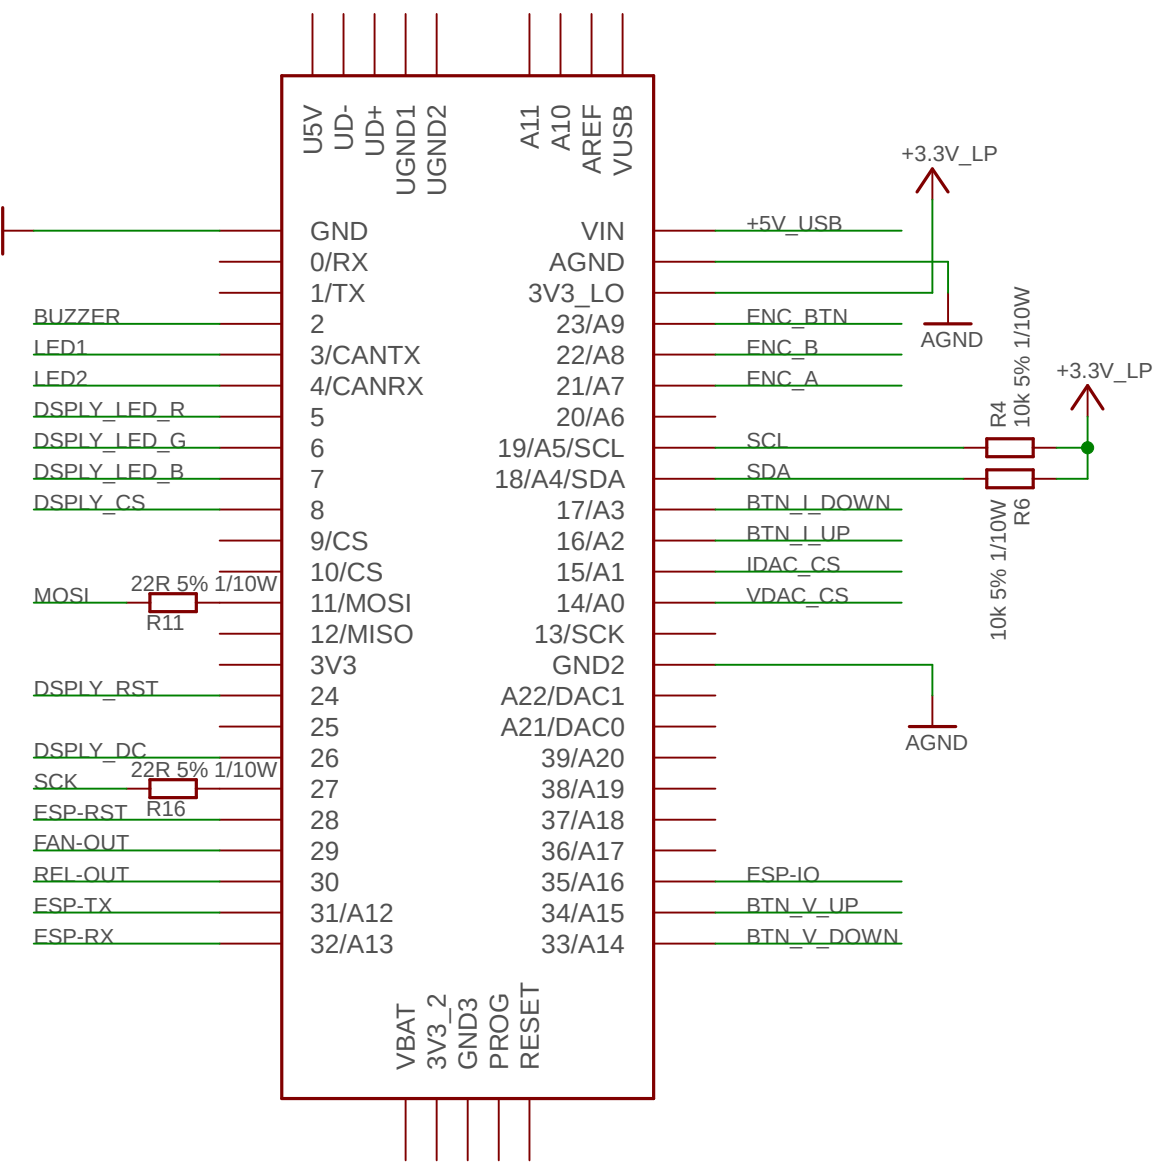 U5V
UD-
UD+
UGND1
UGND2
A11
A10
AREF
VUSB
+3.3V_LP
GND VIN +5V_USB
0/RX AGND
1/TX 3V3_LO
BUZZER 2 23/A9 ENC_BTN AGND
LED1 3/CANTX 22/A8 ENC_B
LED2 4/CANRX 21/A7 ENC_A +3.3V_LP
DSPLY_LED_R 5 20/A6 R4 10k 5% 1/10W
DSPLY_LED_G 6 19/A5/SCL SCL
DSPLY_LED_B 7 18/A4/SDA SDA
DSPLY_CS 8 17/A3 BTN_I_DOWN R6
9/CS 16/A2 BTN_I_UP 10k 5% 1/10W
10/CS 15/A1 IDAC_CS
22R 5% 1/10W
MOSI 11/MOSI 14/A0 VDAC_CS
R11
12/MISO 13/SCK
3V3 GND2
DSPLY_RST 24 A22/DAC1
25 A21/DAC0 AGND
DSPLY_DC 26 39/A20
22R 5% 1/10W
SCK 27 38/A19
R16
ESP-RST 28 37/A18
FAN-OUT 29 36/A17
REL-OUT 30 35/A16 ESP-IO
ESP-TX 31/A12 34/A15 BTN_V_UP
ESP-RX 32/A13 33/A14 BTN_V_DOWN
VBAT
3V3_2
GND3
PROG
RESET